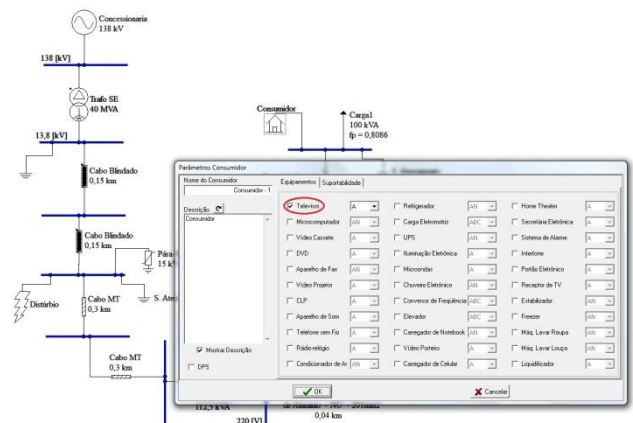 Concessionaria
138 kV
138 [kV]
Trafo SE
40 MVA
13,8 [kV]
Cabo Blindado
0,15 km
Cabo Blindado
0,15 km
Pára-
15 k
Distúrbio
S. Ate
Cabo MT
0,3 km
Cabo MT
0,3 km
Consumidor
Carga1
100 kVA
fp = 0,8086
Parâmetros Consumidor
Nome do Consumidor
Consumidor - 1
Descrição
Consumidor
Mostrar Descrição
DPS
Equipamentos Suportabilidade
Televisor A Refrigerador AN Home Theater A
Microcomputador AN Carga Eletromotriz ABC Secretária Eletrônica A
Vídeo Cassete A UPS AN Sistema de Alarme A
DVD A Iluminação Eletrônica A Interfone A
Aparelho de Fax AN Microondas A Portão Eletrônico A
Vídeo Projetor A Chuveiro Eletrônico AN Receptor de TV A
CLP A Conversor de Freqüência ABC Estabilizador AN
Aparelho de Som A Elevador ABC Freezer AN
Telefone sem Fio A Carregador de Notebook AN Máq. Lavar Roupa AN
Rádio-relógio A Vídeo Porteiro A Máq. Lavar Louça AN
Condicionador de Ar AN Carregador de Celular A Liquidificador A
OK Cancelar
112,5 kVA
220 [V]
0,04 km